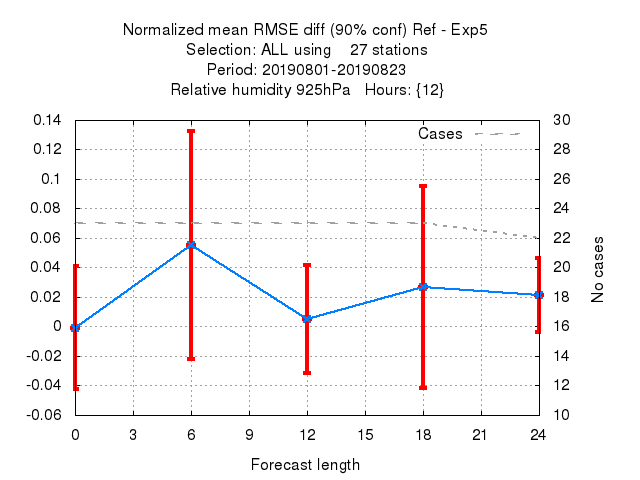 Normalized mean RMSE diff (90% conf) Ref - Exp5
Selection: ALL using    27 stations
Period: 20190801-20190823
Relative humidity 925hPa   Hours: {12}
Cases
0.14
0.12
0.1
0.08
0.06
0.04
0.02
0
-0.02
-0.04
-0.06
30
28
26
24
22
20
18
16
14
12
10
No cases
0 3 6 9 12 15 18 21 24
Forecast length